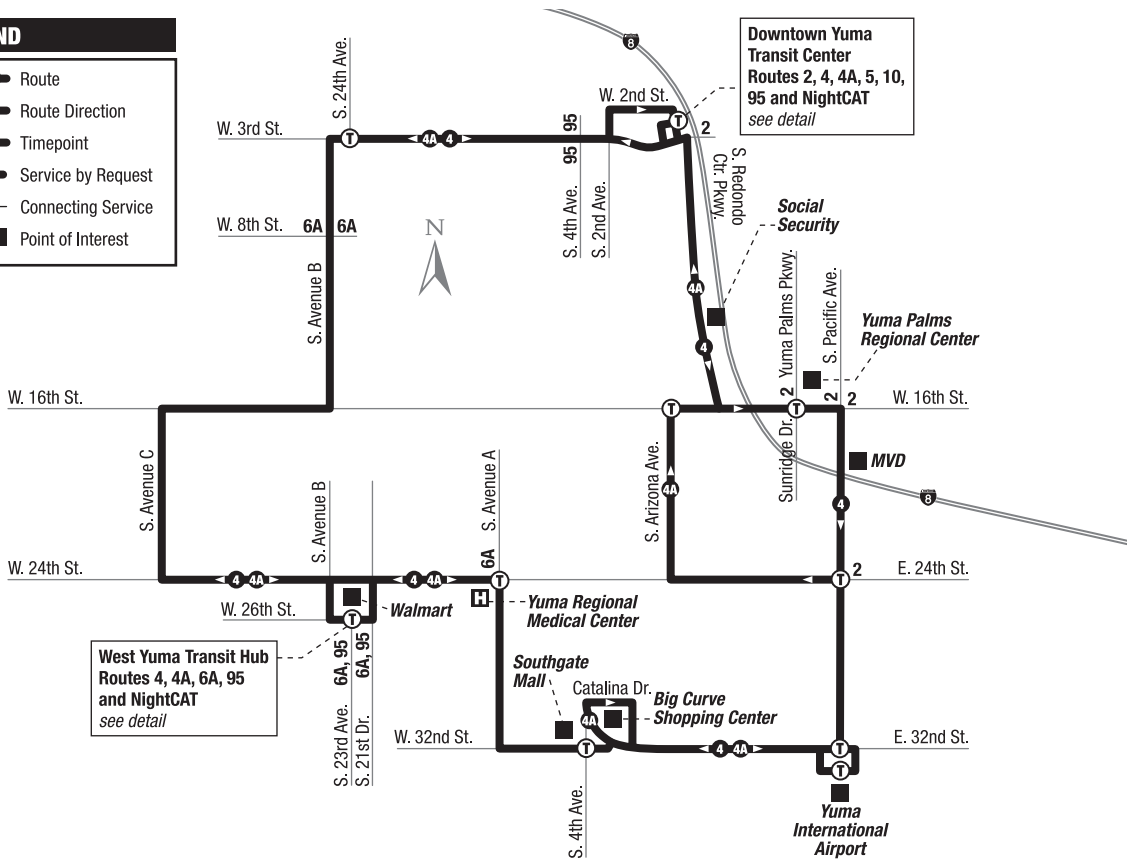 ND
Route
Route Direction
Timepoint
Service by Request
Connecting Service
Point of Interest
Downtown Yuma
Transit Center
Routes 2, 4, 4A, 5, 10,
95 and NightCAT
see detail
8
S. 24th Ave.
W. 2nd St.
T
W. 3rd St.
T
4A
4
95
95
2
S. Redondo
Ctr. Pkwy.
W. 8th St.
6A
6A
S. 4th Ave.
S. 2nd Ave.
N
Social
Security
S. Avenue B
4A
4
Yuma Palms Pkwy.
S. Pacific Ave.
Yuma Palms
Regional Center
W. 16th St.
T
T
2
2
2
W. 16th St.
Sunridge Dr.
MVD
S. Avenue C
S. Avenue B
S. Avenue A
S. Arizona Ave.
4A
4
8
W. 24th St.
4
4A
4
4A
6A
T
T
2
E. 24th St.
Walmart
H
Yuma Regional
Medical Center
W. 26th St.
T
West Yuma Transit Hub
Routes 4, 4A, 6A, 95
and NightCAT
see detail
6A, 95
6A, 95
S. 23rd Ave.
S. 21st Dr.
Southgate
Mall
Catalina Dr.
Big Curve
Shopping Center
4A
W. 32nd St.
T
4
4A
T
E. 32nd St.
T
S. 4th Ave.
Yuma
International
Airport